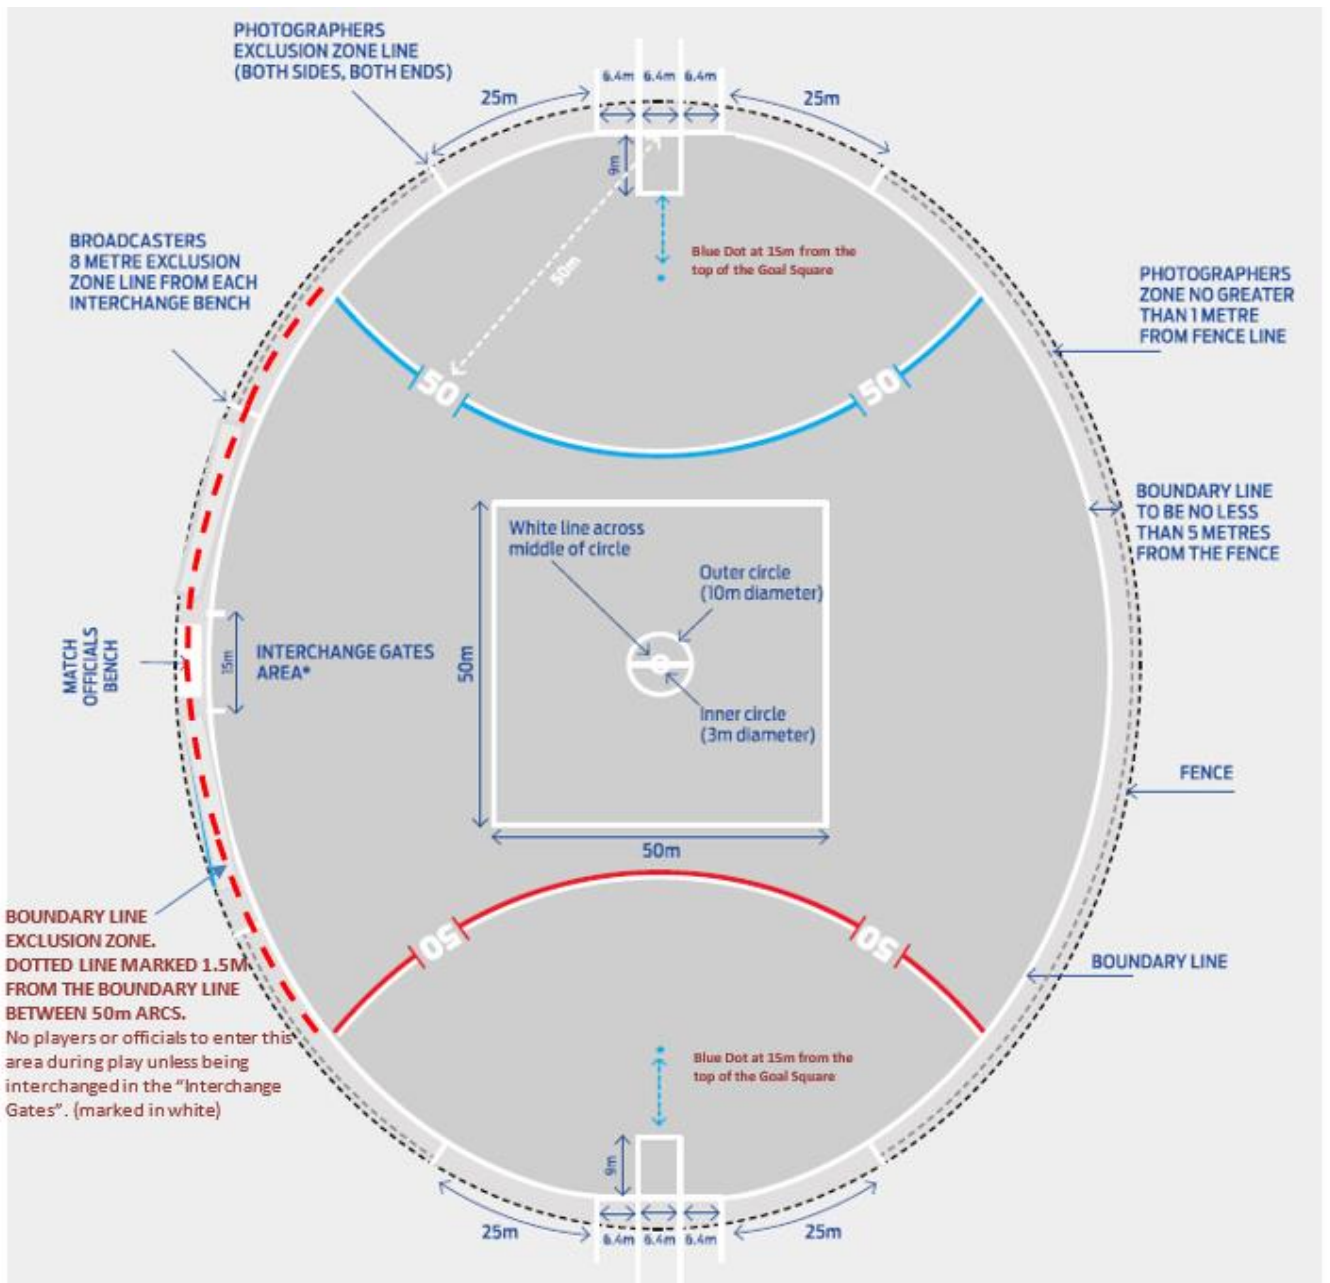 PHOTOGRAPHERS
EXCLUSION ZONE LINE
(BOTH SIDES, BOTH ENDS)
25m
6.4m 6.4m 6.4m
25m
9m
50m
Blue Dot at 15m from the
top of the Goal Square
BROADCASTERS
8 METRE EXCLUSION
ZONE LINE FROM EACH
INTERCHANGE BENCH
PHOTOGRAPHERS
ZONE NO GREATER
THAN 1 METRE
FROM FENCE LINE
50
50
BOUNDARY LINE
TO BE NO LESS
THAN 5 METRES
FROM THE FENCE
White line across
middle of circle
Outer circle
(10m diameter)
MATCH
OFFICIALS
BENCH
15m
INTERCHANGE GATES
AREA*
50m
Inner circle
(3m diameter)
FENCE
50m
BOUNDARY LINE
EXCLUSION ZONE.
DOTTED LINE MARKED 1.5M
FROM THE BOUNDARY LINE
BETWEEN 50m ARCS.
No players or officials to enter this
area during play unless being
interchanged in the “Interchange
Gates”. (marked in white)
50
50
BOUNDARY LINE
Blue Dot at 15m from the
top of the Goal Square
9m
25m
6.4m 6.4m 6.4m
25m